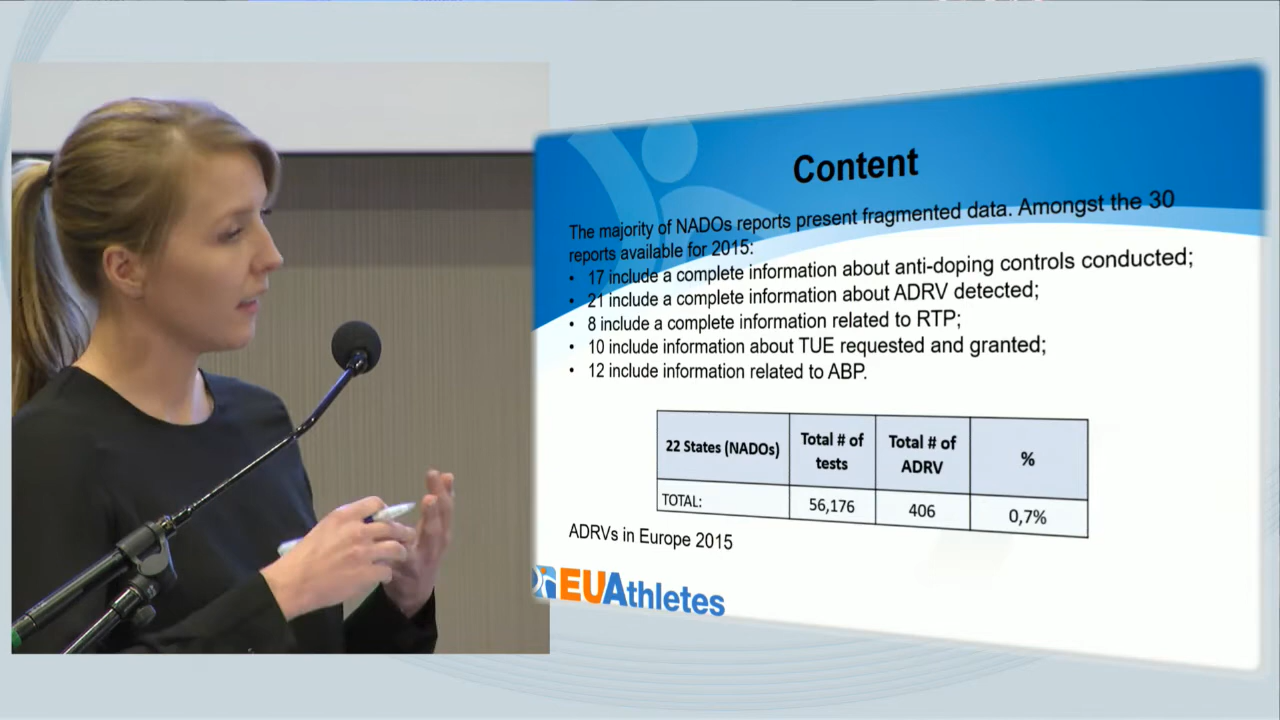 Content
The majority of NADOs reports present fragmented data. Amongst the 30
reports available for 2015:
• 17 include a complete information about anti-doping controls conducted;
• 21 include a complete information about ADRV detected;
• 8 include a complete information related to RTP;
• 10 include information about TUE requested and granted;
• 12 include information related to ABP.
22 States (NADOs) Total # of tests Total # of ADRV %
TOTAL: 56,176 406 0,7%
ADRVs in Europe 2015
EUAthletes